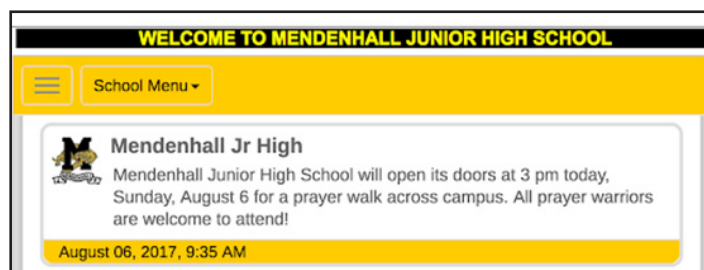 WELCOME TO MENDENHALL JUNIOR HIGH SCHOOL
School Menu
M
Mendenhall Jr High
Mendenhall Junior High School will open its doors at 3 pm today,
Sunday, August 6 for a prayer walk across campus. All prayer warriors
are welcome to attend!
August 06, 2017, 9:35 AM